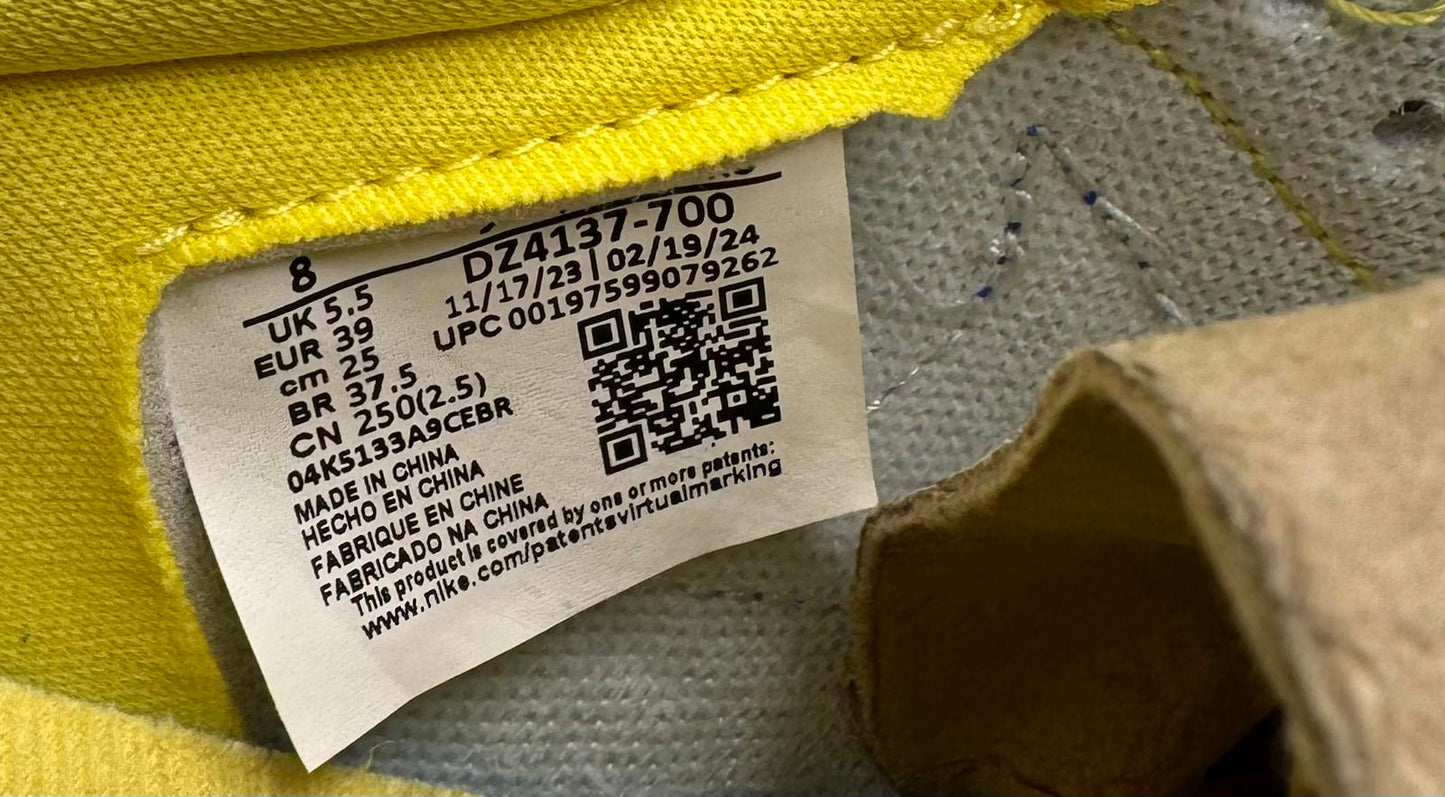 8
DZ4137-700
UK 5.5
11/17/23 | 02/19/24
EUR 39
UPC 00197599079262
cm 25
BR 37.5
CN 250(2.5)
04K5133A9CEBR
MADE IN CHINA
HECHO EN CHINA
FABRIQUE EN CHINE
FABRICADO NA CHINA
This product is covered by one or more patents:
www.nike.com/patentsvirtualmarking